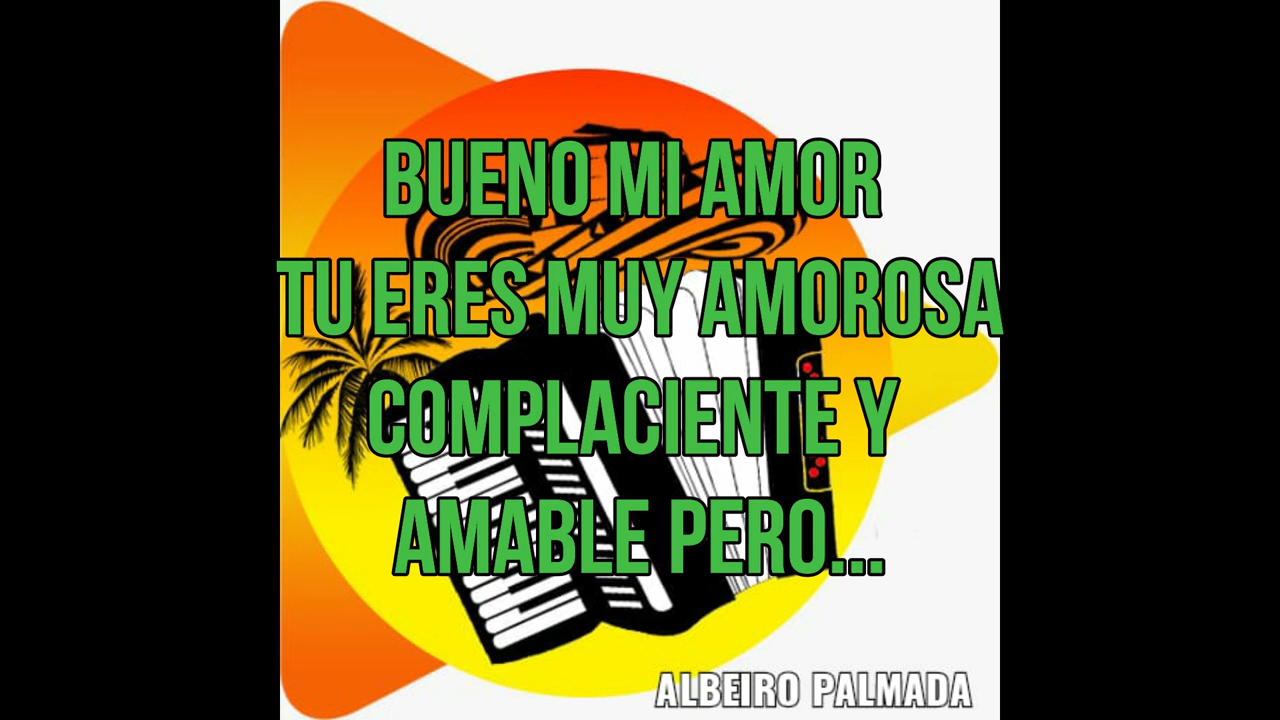 BUENO MI AMOR
TU ERES MUY AMOROSA
COMPLACIENTE Y
AMABLE PERO...
ALBEIRO PALMADA